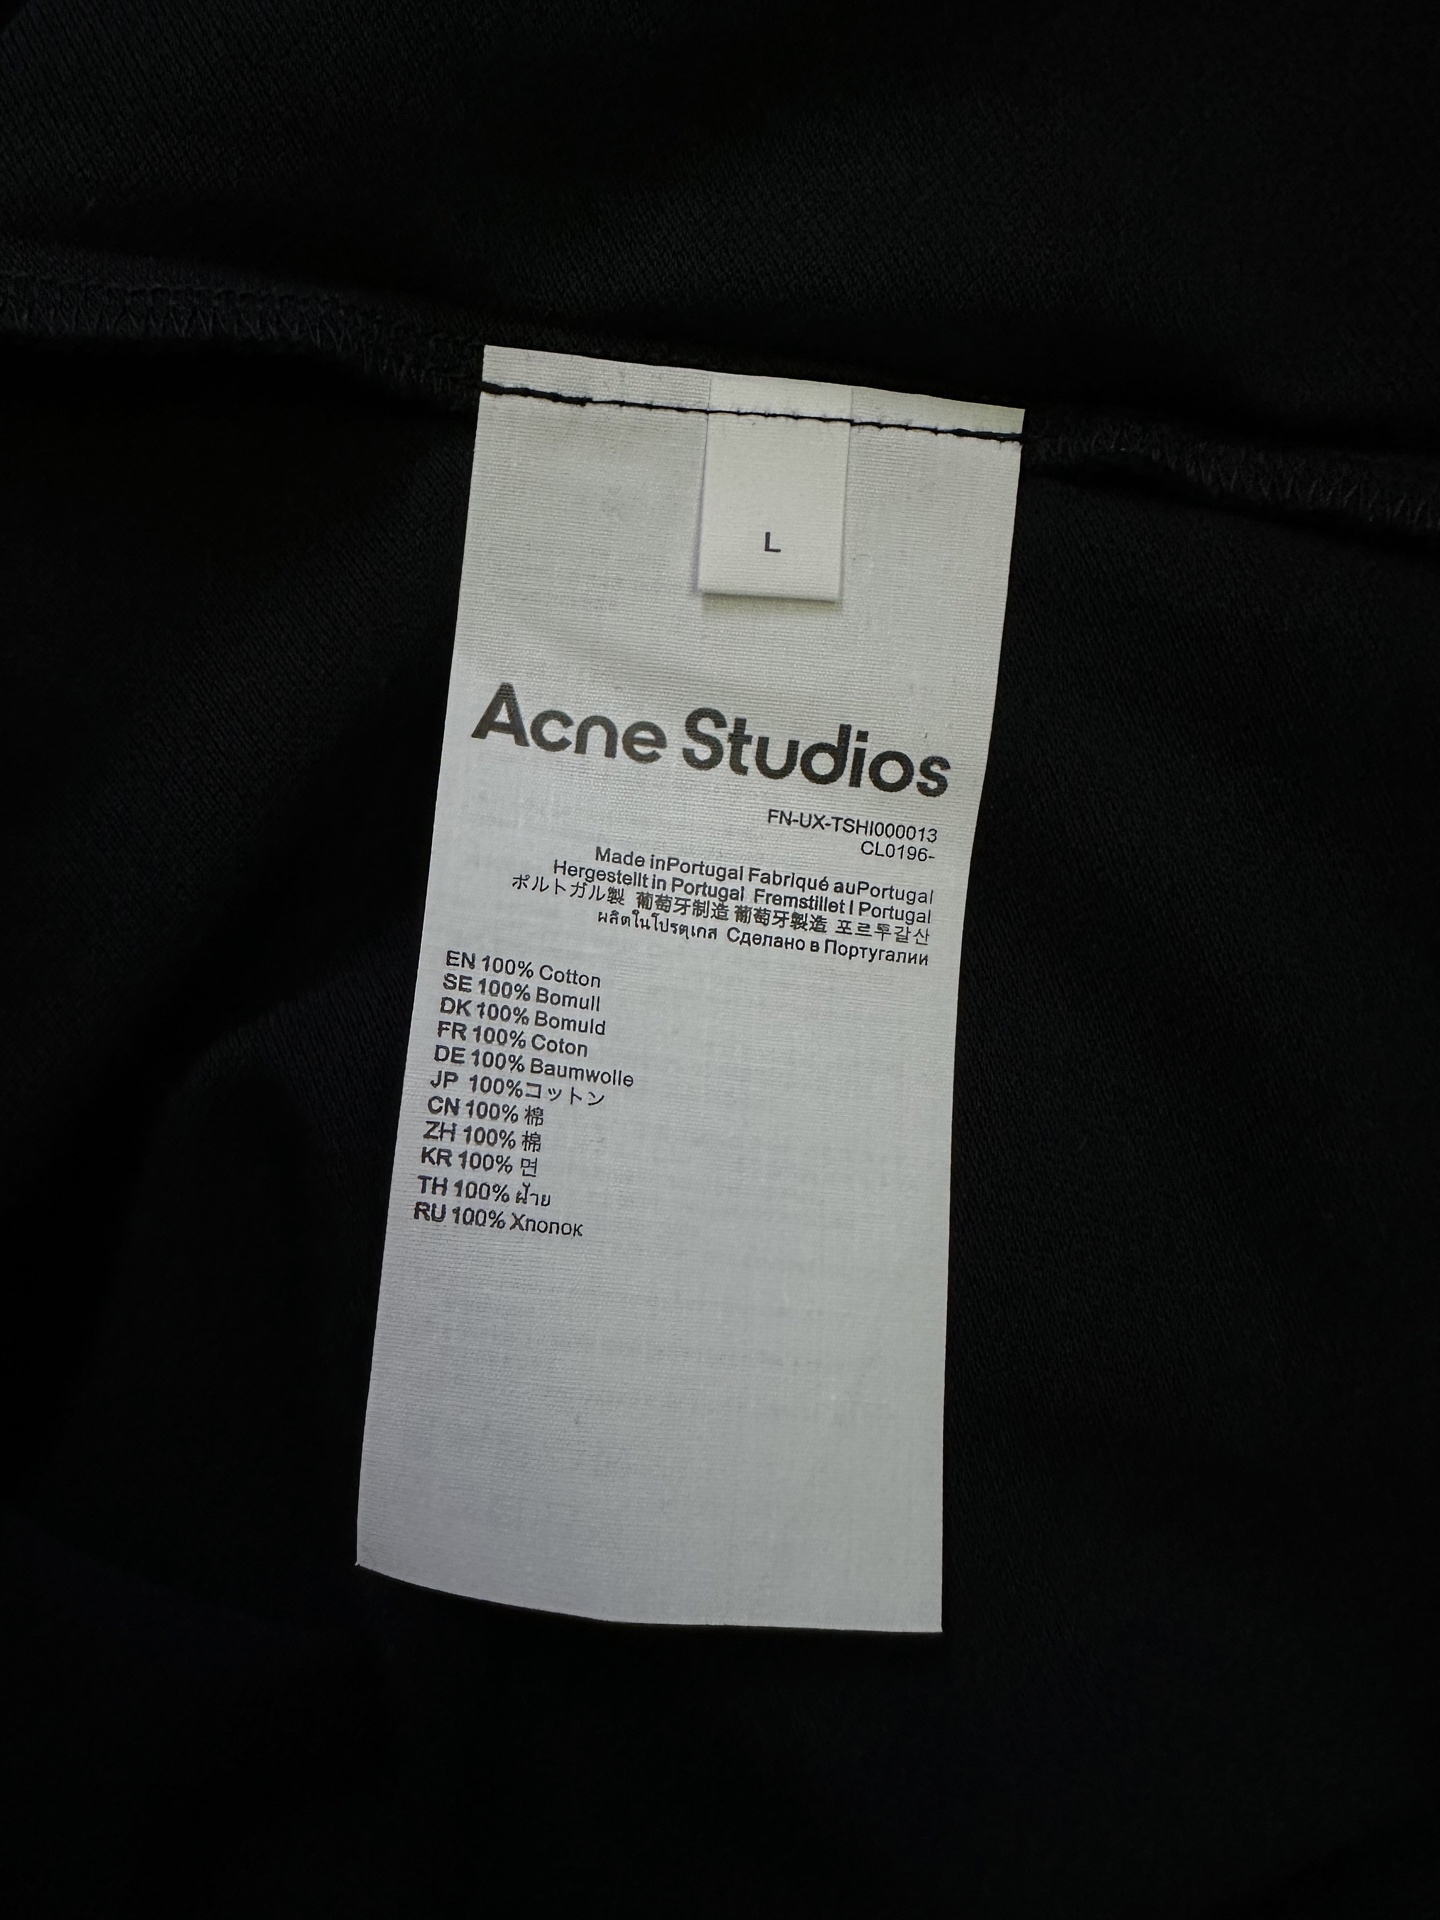 L
Acne Studios
FN-UX-TSHI000013
CL0196-
Made inPortugal Fabriqué auPortugal
Hergestellt in Portugal Fremstillet I Portugal
ポルトガル製 葡萄牙制造 葡萄牙製造 포르투갈산
ผลิตในโปรตุเกส Сделано в Португалии
EN 100% Cotton
SE 100% Bomull
DK 100% Bomuld
FR 100% Coton
DE 100% Baumwolle
JP 100%コットン
CN 100% 棉
ZH 100% 棉
KR 100% 면
TH 100% ฝ้าย
RU 100% Хпопок